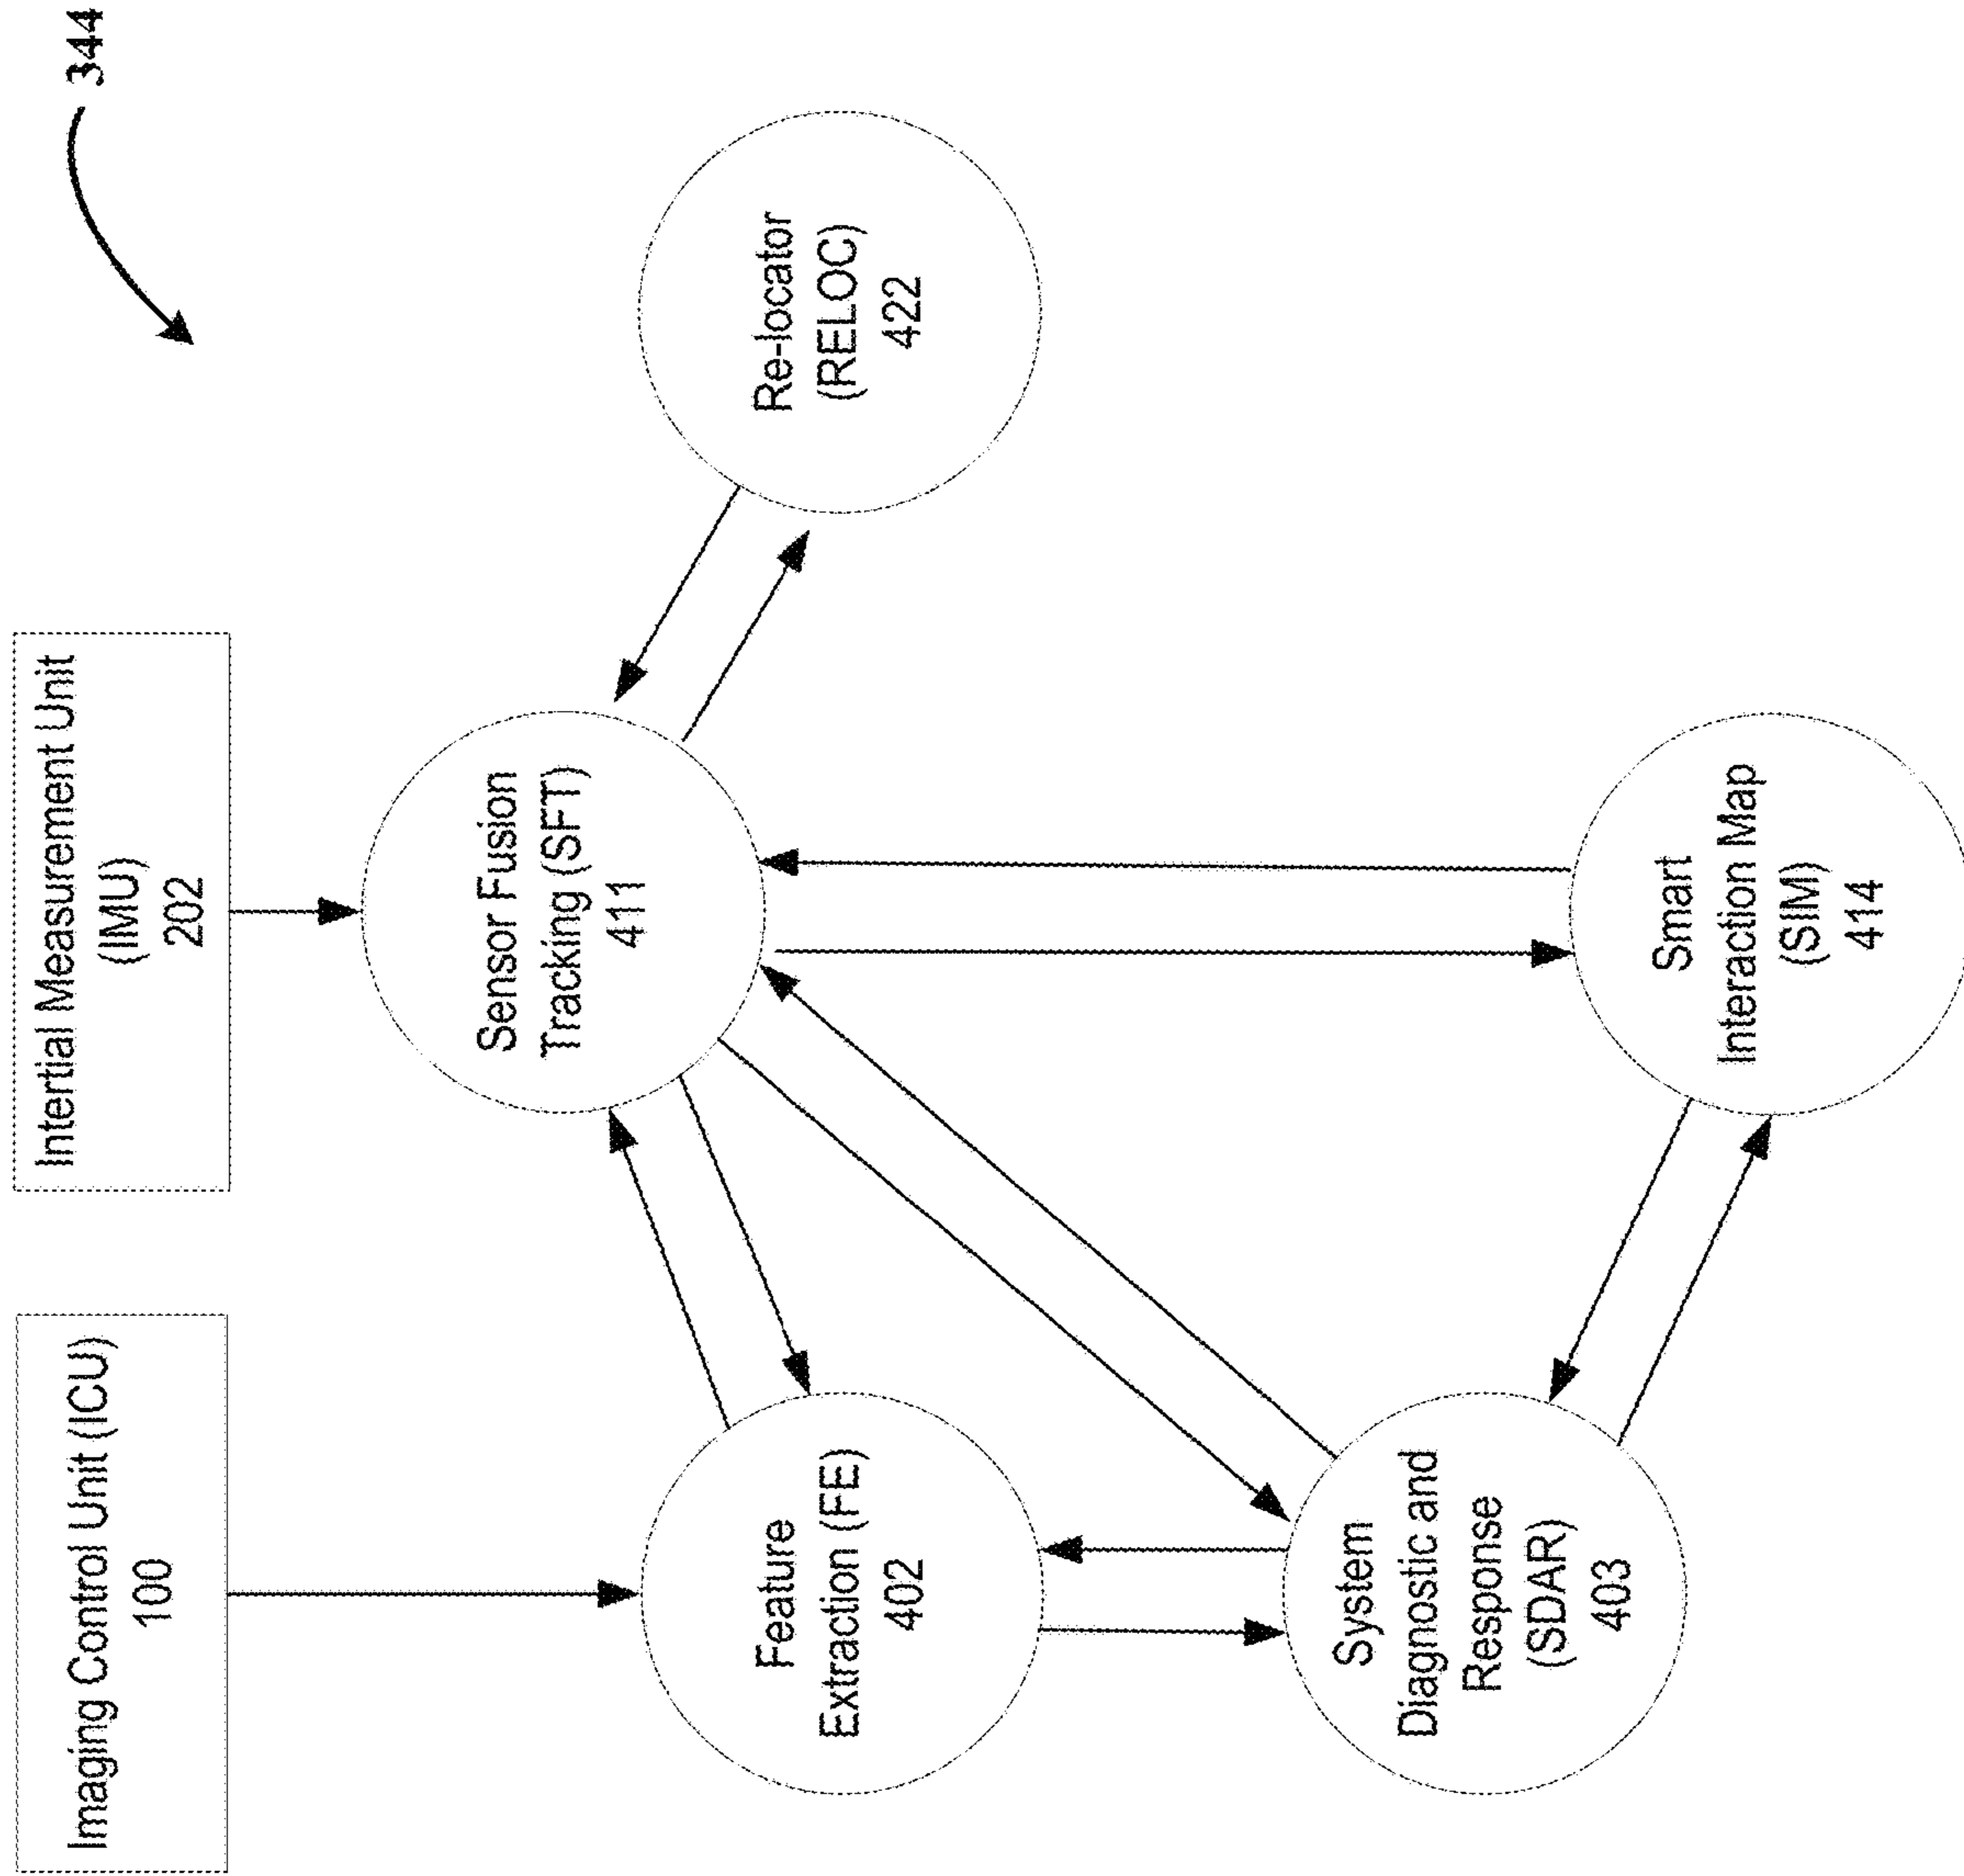 344
Imaging Control Unit (ICU)
100
Intertial Measurement Unit
(IMU)
202
Feature
Extraction (FE)
402
Sensor Fusion
Tracking (SFT)
411
Re-locator
(RELOC)
422
System
Diagnostic and
Response
(SDAR)
403
Smart
Interaction Map
(SIM)
414